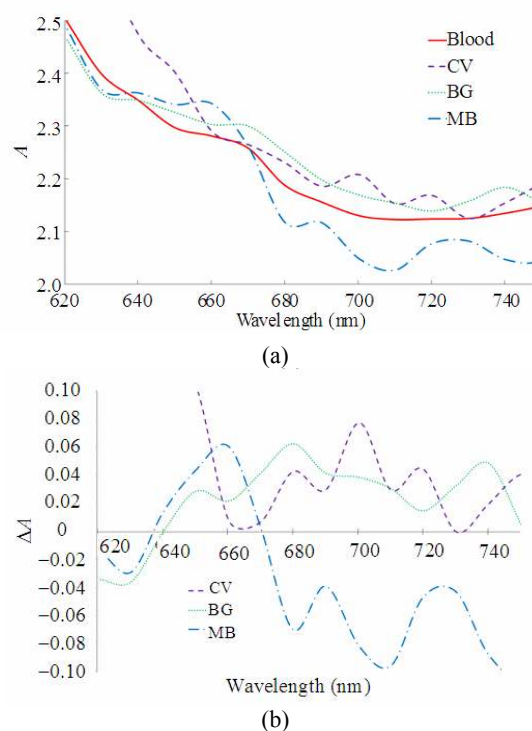 2.5
2.4
2.3
2.2
2.1
2.0
A
Blood
CV
BG
MB
620 640 660 680 700 720 740
Wavelength (nm)
(a)
0.10
0.08
0.06
0.04
0.02
0
−0.02
−0.04
−0.06
−0.08
−0.10
ΔA
620 640 660 680 700 720 740
CV
BG
MB
Wavelength (nm)
(b)